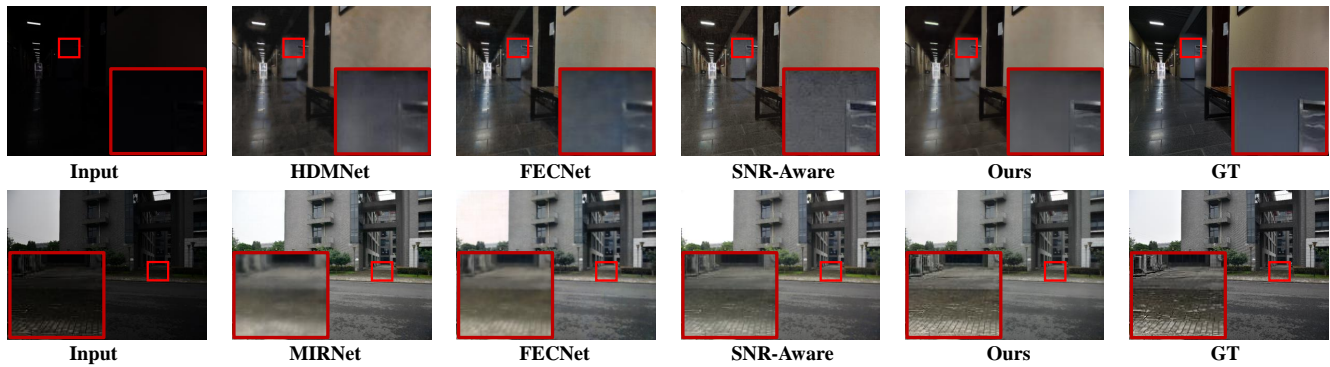 Input HDMNet FECNet SNR-Aware Ours GT
Input MIRNet FECNet SNR-Aware Ours GT